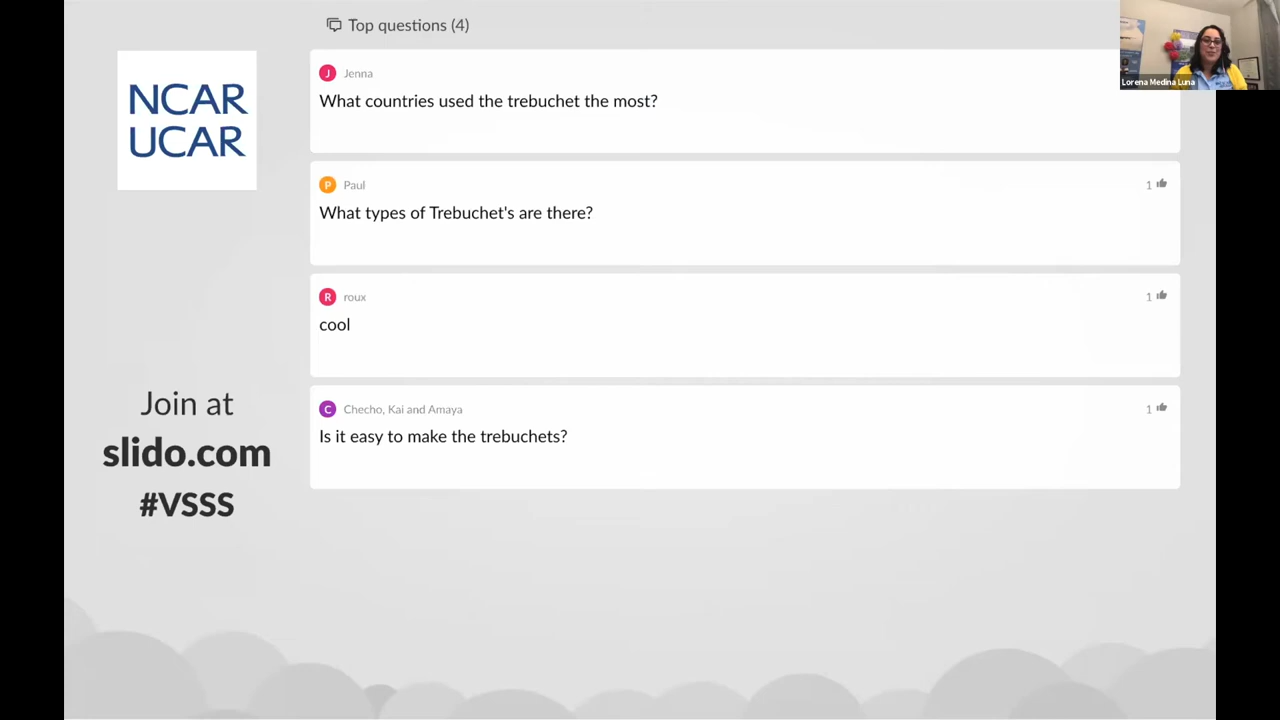 Top questions (4)
NCAR
UCAR
J Jenna
What countries used the trebuchet the most?
Lorena Medina Luna
P Paul
1
What types of Trebuchet's are there?
R roux
1
cool
C Checho, Kai and Amaya
1
Is it easy to make the trebuchets?
Join at
slido.com
#VSSS